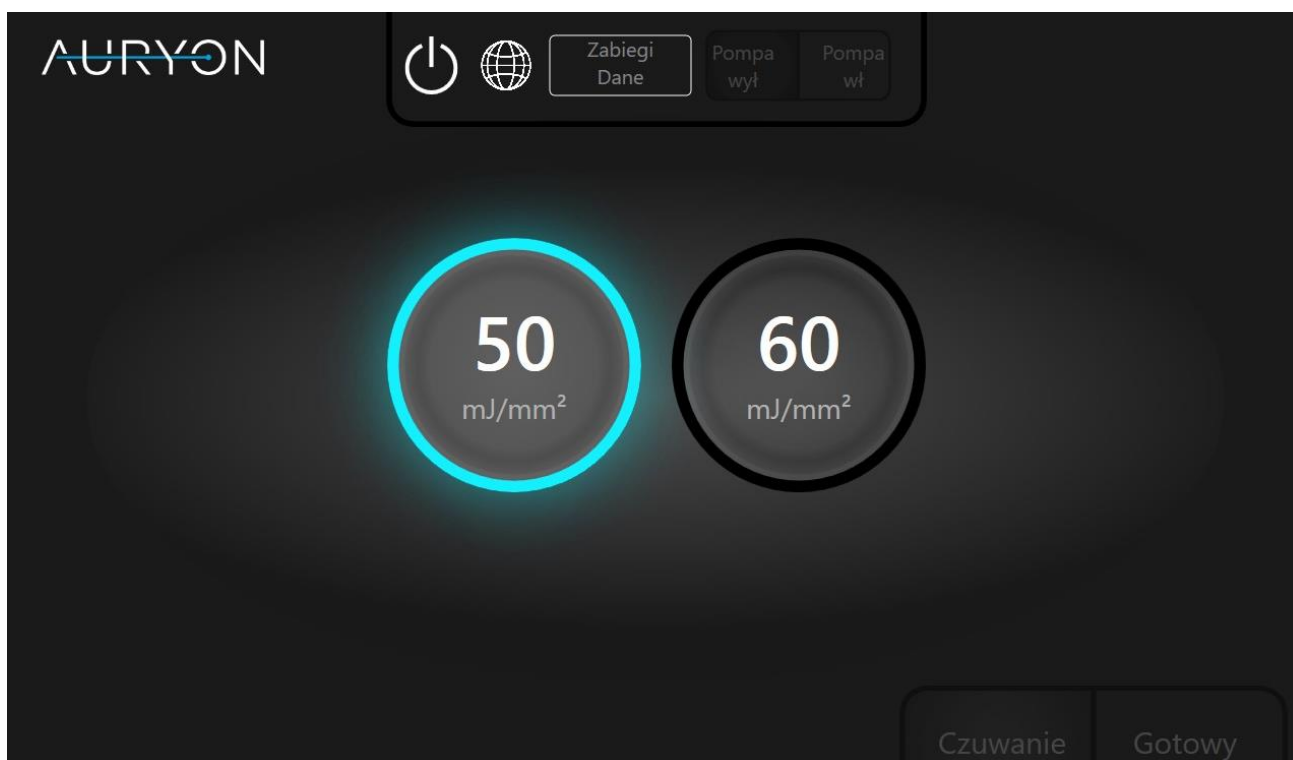 AURYON
Zabiegi
Dane
Pompa
wył
Pompa
wł
50
mJ/mm²
60
mJ/mm²
Czuwanie
Gotowy